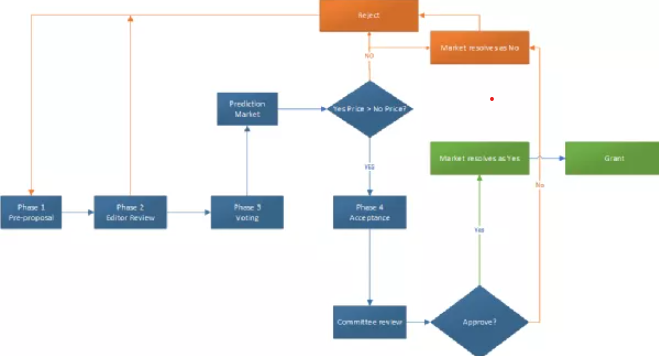 Reject
NO
Market resolves as No
Prediction
Market
Yes Price > No Price?
YES
Market resolves as Yes
Grant
No
Phase 1
Pre-proposal
Phase 2
Editor Review
Phase 3
Voting
Phase 4
Acceptance
Yes
Committee review
Approve?